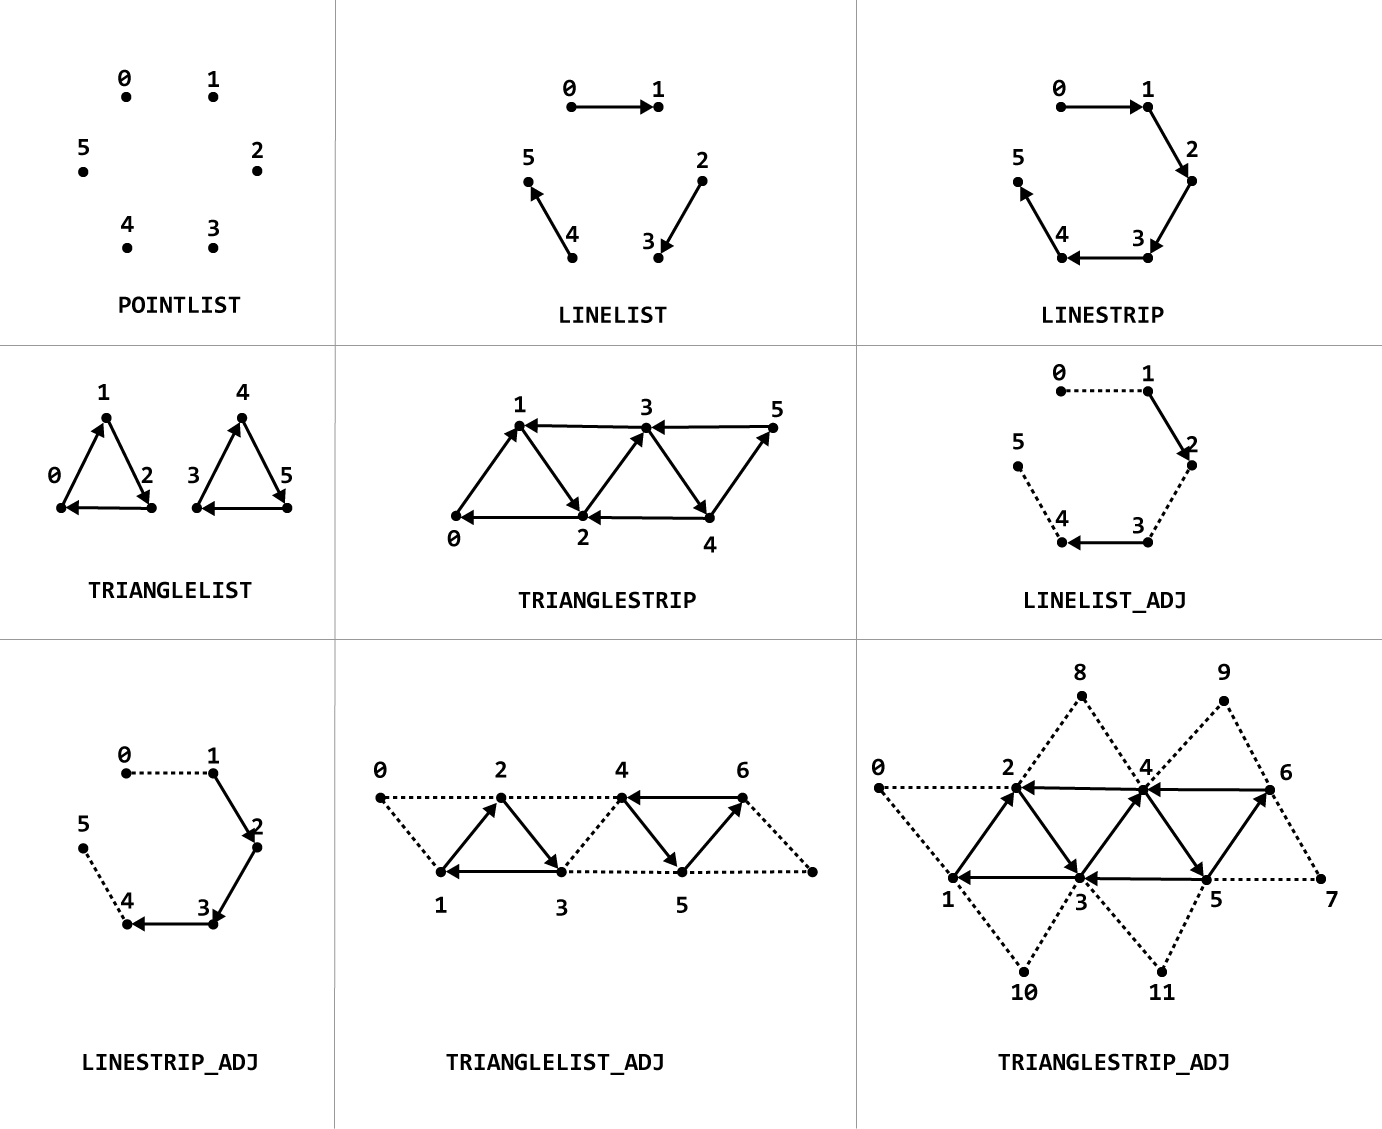 0 1
5 2
4 3
POINTLIST
0 1
5 2
4 3
LINELIST
0 1
5 2
4 3
LINESTRIP
1 4
0 2 3 5
TRIANGLELIST
1 3 5
0 2 4
TRIANGLESTRIP
0 1
5 2
4 3
LINELIST_ADJ
0 1
5 2
4 3
LINESTRIP_ADJ
0 2 4 6
1 3 5
TRIANGLELIST_ADJ
8 9
0 2 4 6
1 3 5 7
10 11
TRIANGLESTRIP_ADJ